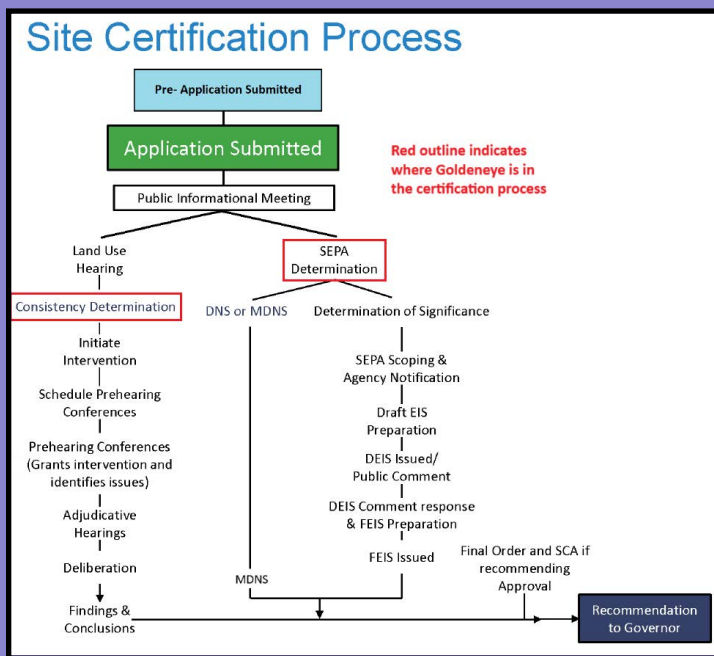 Site Certification Process
Pre- Application Submitted
Application Submitted
Red outline indicates
where Goldeneye is in
the certification process
Public Informational Meeting
Land Use
Hearing
SEPA
Determination
Consistency Determination
DNS or MDNS
Determination of Significance
Initiate
Intervention
SEPA Scoping &
Agency Notification
Schedule Prehearing
Conferences
Draft EIS
Preparation
Prehearing Conferences
(Grants intervention and
identifies issues)
DEIS Issued/
Public Comment
Adjudicative
Hearings
DEIS Comment response
& FEIS Preparation
Deliberation
FEIS Issued
Final Order and SCA if
recommending
Approval
MDNS
Findings &
Conclusions
Recommendation
to Governor